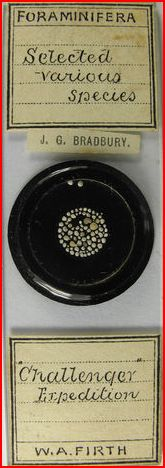 FORAMINIFERA
Selected
various
Species
J. G. BRADBURY.
"Challenger"
Expedition
W.A. FIRTH